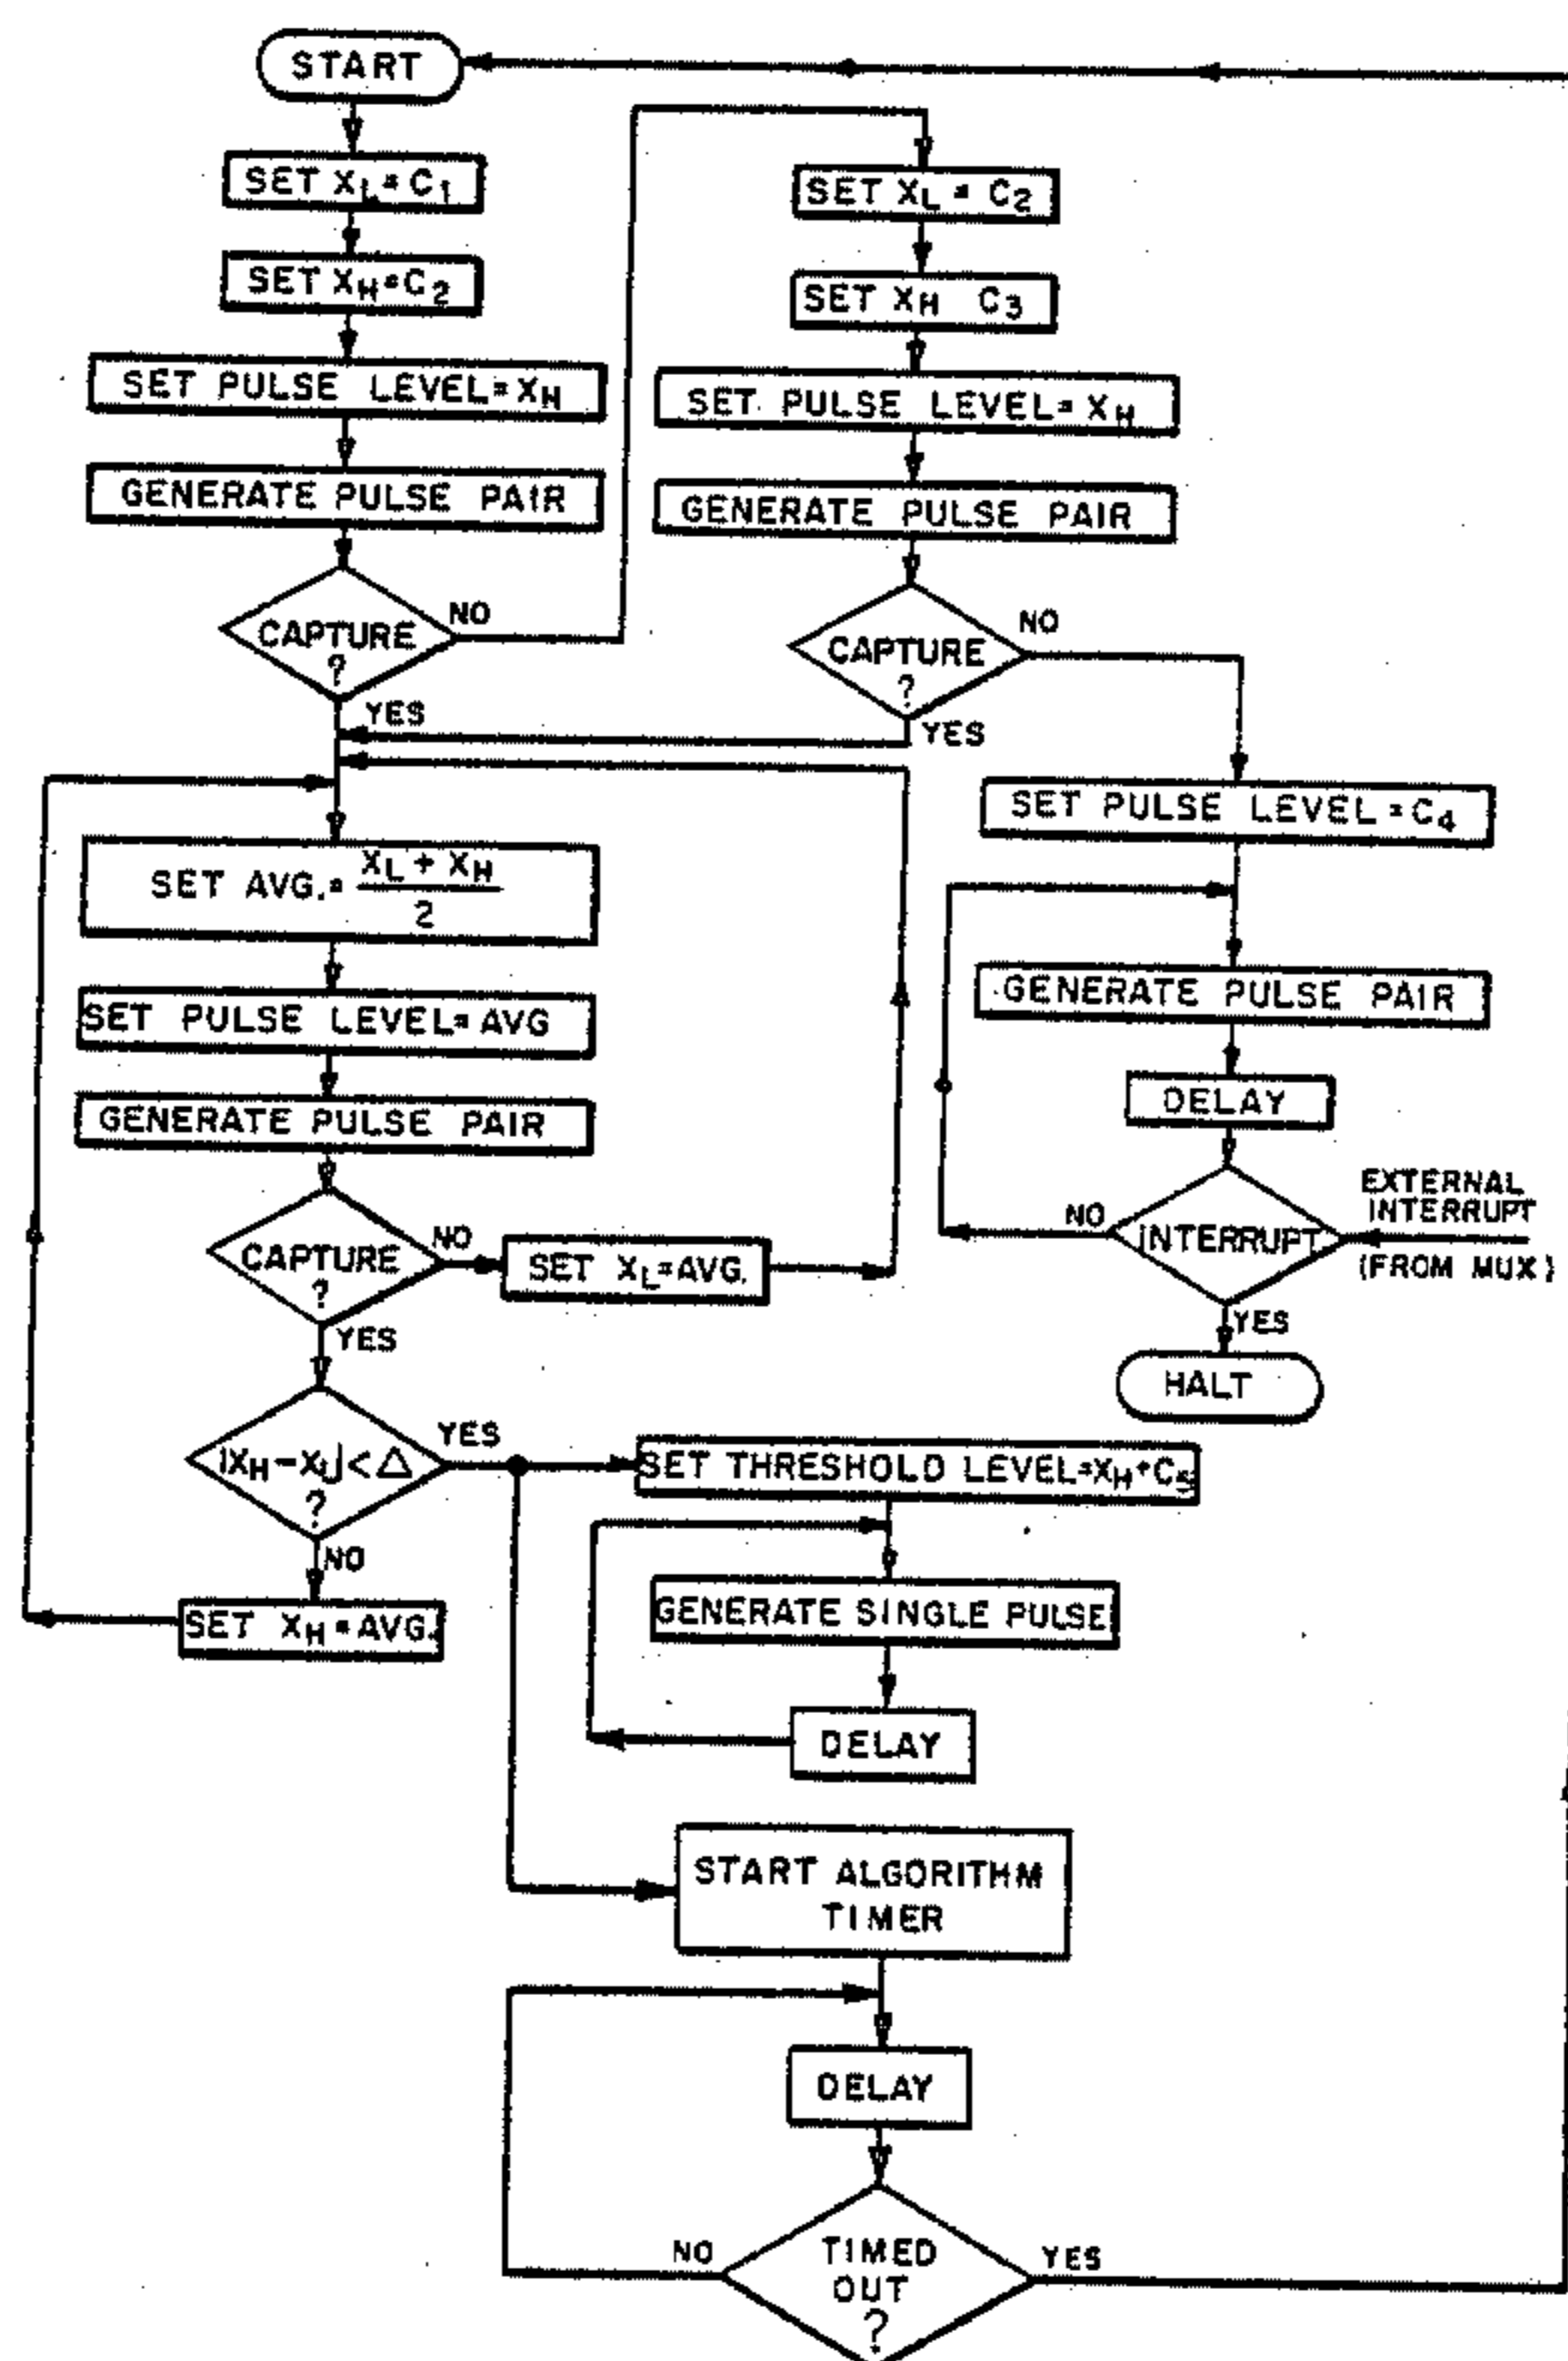 START
SET XL = C1
SET XH = C2
SET PULSE LEVEL = XH
GENERATE PULSE PAIR
CAPTURE
?
NO
YES
SET XL = C2
SET XH C3
SET PULSE LEVEL = XH
GENERATE PULSE PAIR
CAPTURE
?
NO
YES
SET PULSE LEVEL = C4
GENERATE PULSE PAIR
DELAY
INTERRUPT
NO
EXTERNAL
INTERRUPT
(FROM MUX)
YES
HALT
SET AVG. = XL + XH
2
SET PULSE LEVEL = AVG
GENERATE PULSE PAIR
CAPTURE
?
NO
SET XL = AVG.
YES
|XH - XL| < Δ
?
YES
NO
SET XH = AVG.
SET THRESHOLD LEVEL = XH + C5
GENERATE SINGLE PULSE
DELAY
START ALGORITHM
TIMER
DELAY
TIMED
OUT
?
NO
YES